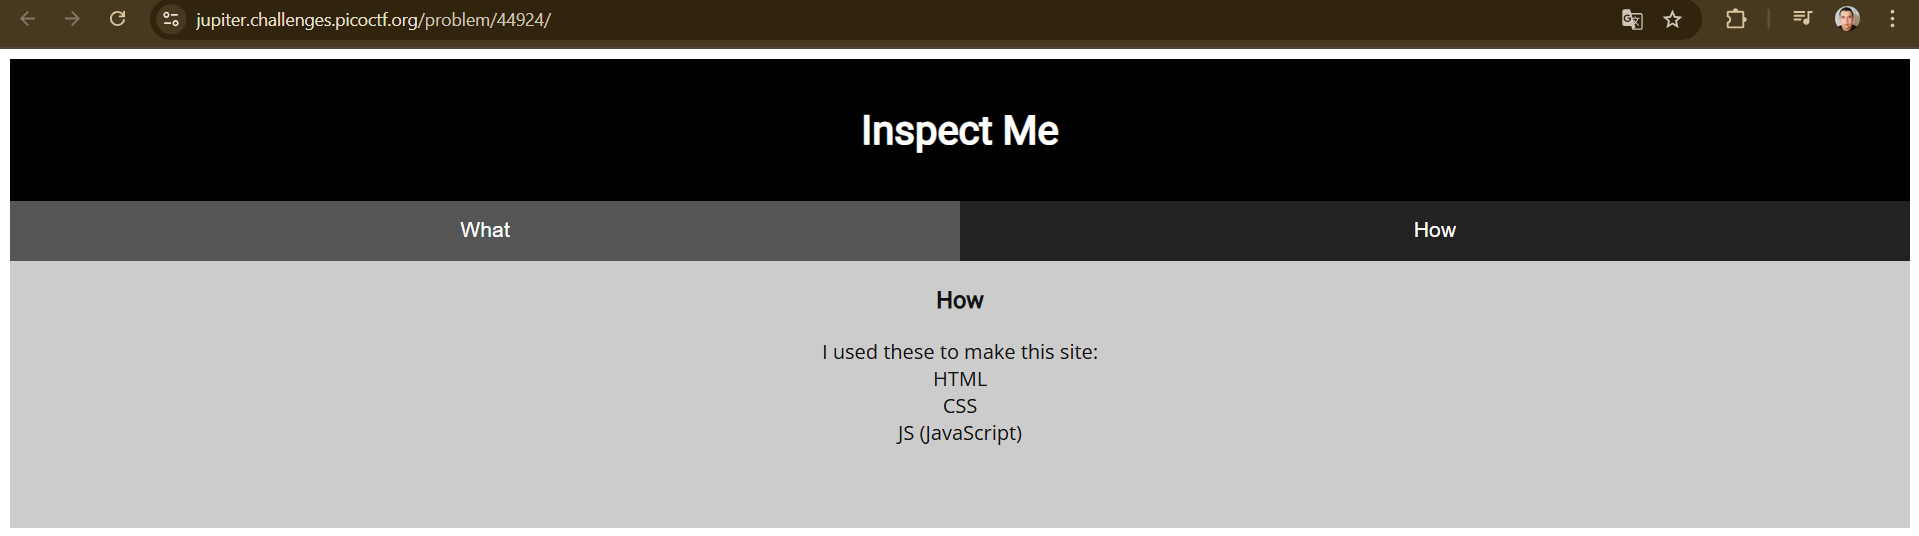 jupiter.challenges.picoctf.org/problem/44924/
Inspect Me
What
How
How
I used these to make this site:
HTML
CSS
JS (JavaScript)